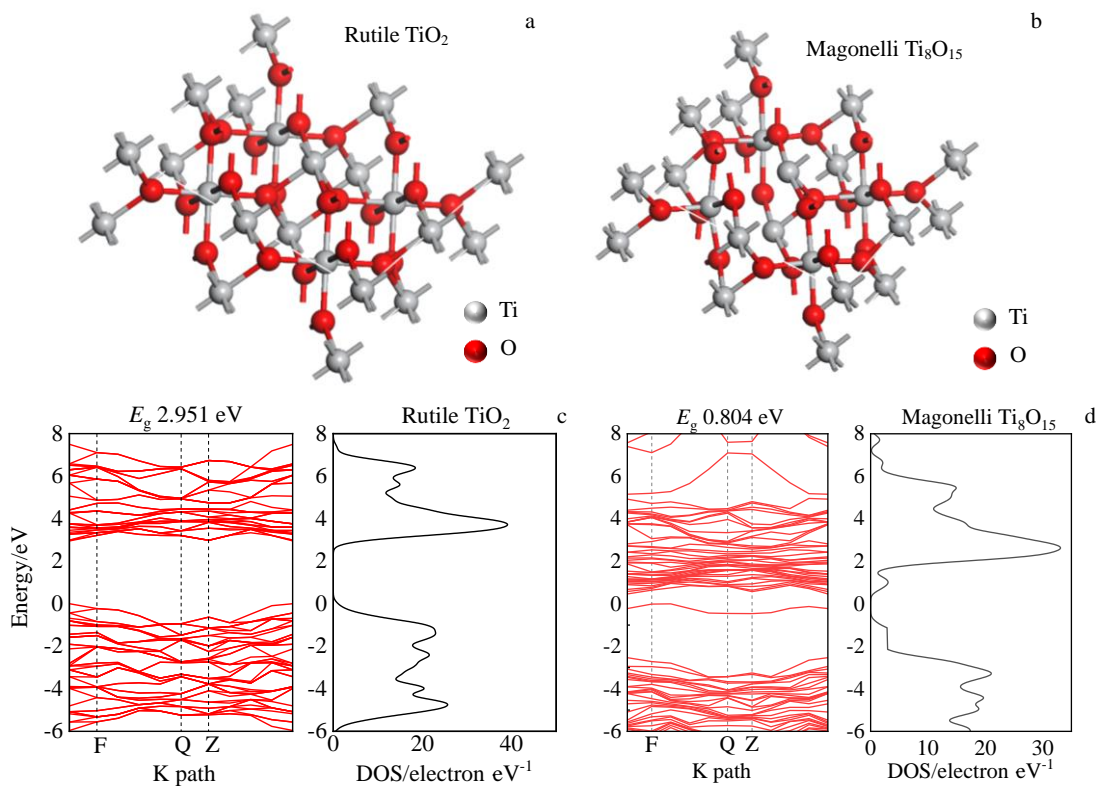 a
Rutile TiO₂
Ti
O
b
Magonelli Ti₈O₁₅
Ti
O
E_g 2.951 eV
Rutile TiO₂
c
8
6
4
2
0
-2
-4
-6
Energy/eV
F
Q
Z
K path
0
20
40
DOS/electron eV⁻¹
E_g 0.804 eV
Magonelli Ti₈O₁₅
d
8
6
4
2
0
-2
-4
-6
F
Q
Z
K path
0
10
20
30
DOS/electron eV⁻¹